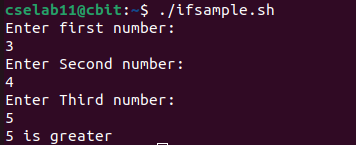 cselab11@cbit:~$ ./ifsample.sh
Enter first number:
3
Enter Second number:
4
Enter Third number:
5
5 is greater